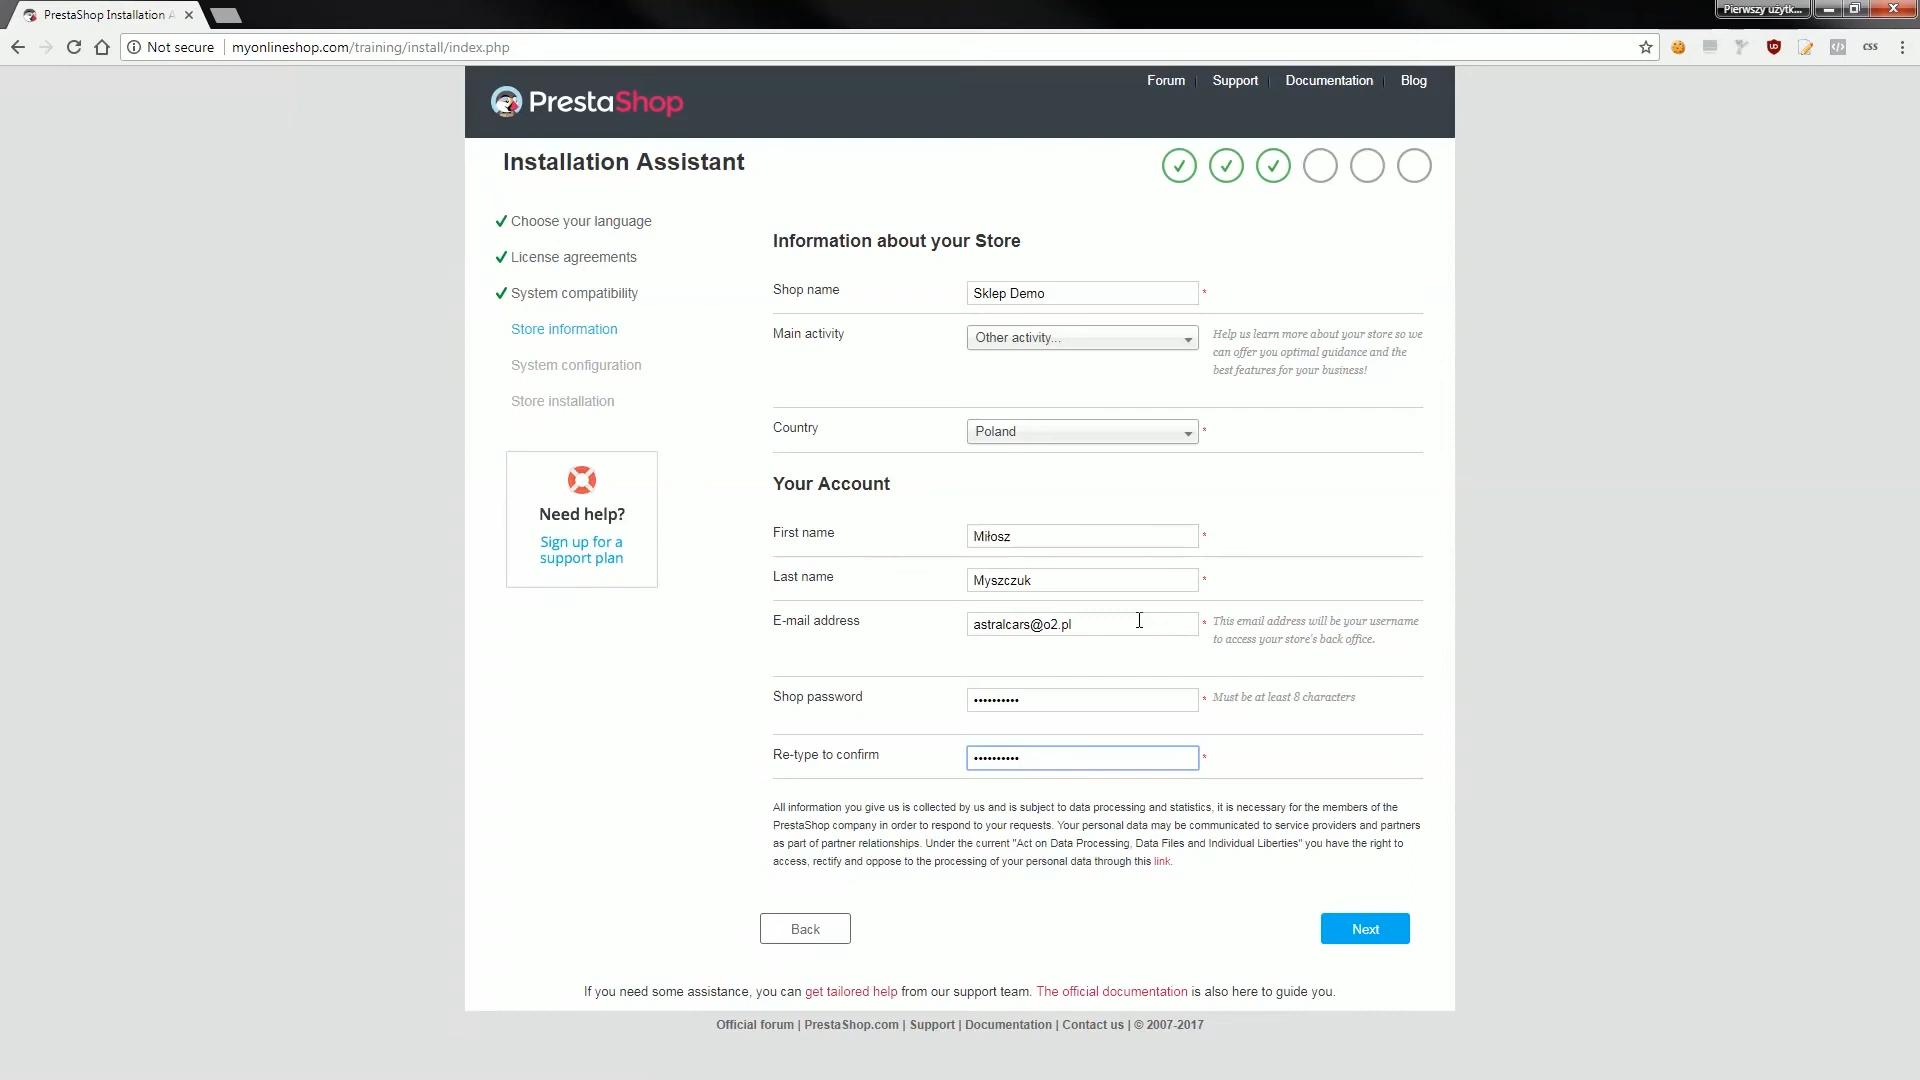 PrestaShop Installation A
Pierwszy użytk...
Not secure
myonlineshop.com/training/install/index.php
css
Forum
Support
Documentation
Blog
PrestaShop
Installation Assistant
Choose your language
License agreements
System compatibility
Store information
System configuration
Store installation
Need help?
Sign up for a
support plan
Information about your Store
Shop name
Sklep Demo
*
Main activity
Other activity...
Help us learn more about your store so we
can offer you optimal guidance and the
best features for your business!
Country
Poland
*
Your Account
First name
Miłosz
*
Last name
Myszczuk
*
E-mail address
astralcars@o2.pl
* This email address will be your username
to access your store's back office.
Shop password
••••••••••
* Must be at least 8 characters
Re-type to confirm
••••••••••
*
All information you give us is collected by us and is subject to data processing and statistics, it is necessary for the members of the
PrestaShop company in order to respond to your requests. Your personal data may be communicated to service providers and partners
as part of partner relationships. Under the current "Act on Data Processing, Data Files and Individual Liberties" you have the right to
access, rectify and oppose to the processing of your personal data through this link.
Back
Next
If you need some assistance, you can get tailored help from our support team. The official documentation is also here to guide you.
Official forum | PrestaShop.com | Support | Documentation | Contact us | © 2007-2017